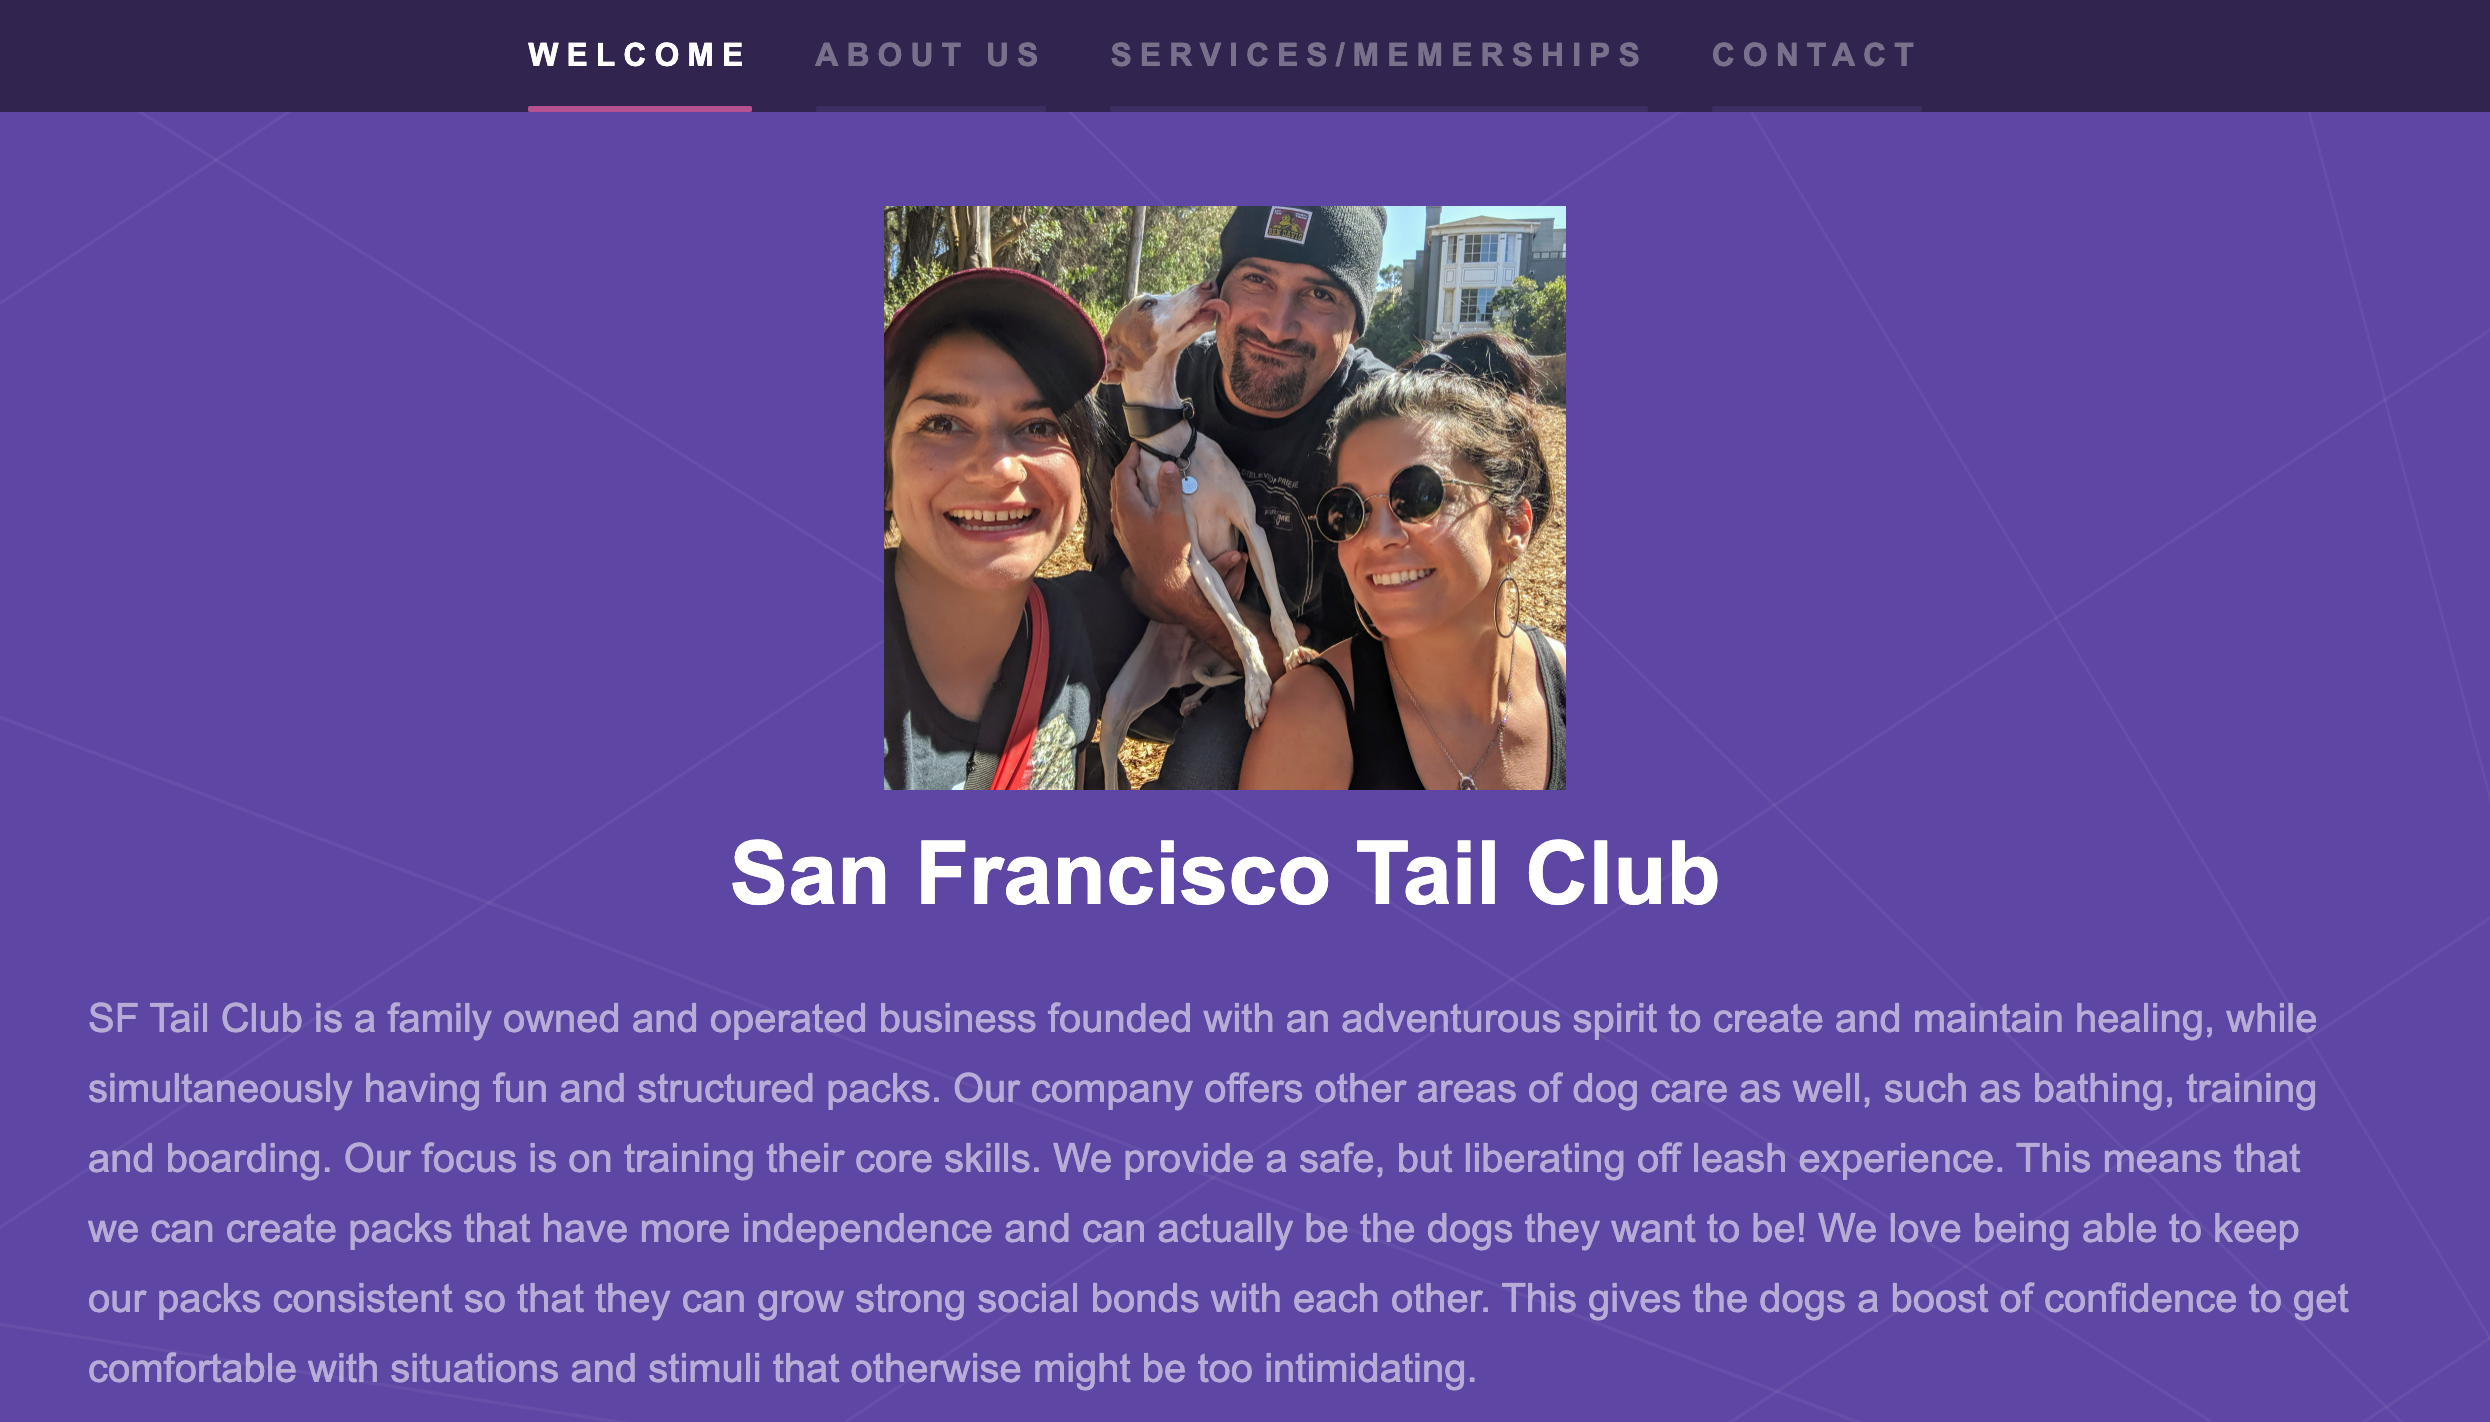 WELCOME
ABOUT US
SERVICES/MEMERSHIPS
CONTACT
BEN DAVIS
San Francisco Tail Club
SF Tail Club is a family owned and operated business founded with an adventurous spirit to create and maintain healing, while
simultaneously having fun and structured packs. Our company offers other areas of dog care as well, such as bathing, training
and boarding. Our focus is on training their core skills. We provide a safe, but liberating off leash experience. This means that
we can create packs that have more independence and can actually be the dogs they want to be! We love being able to keep
our packs consistent so that they can grow strong social bonds with each other. This gives the dogs a boost of confidence to get
comfortable with situations and stimuli that otherwise might be too intimidating.